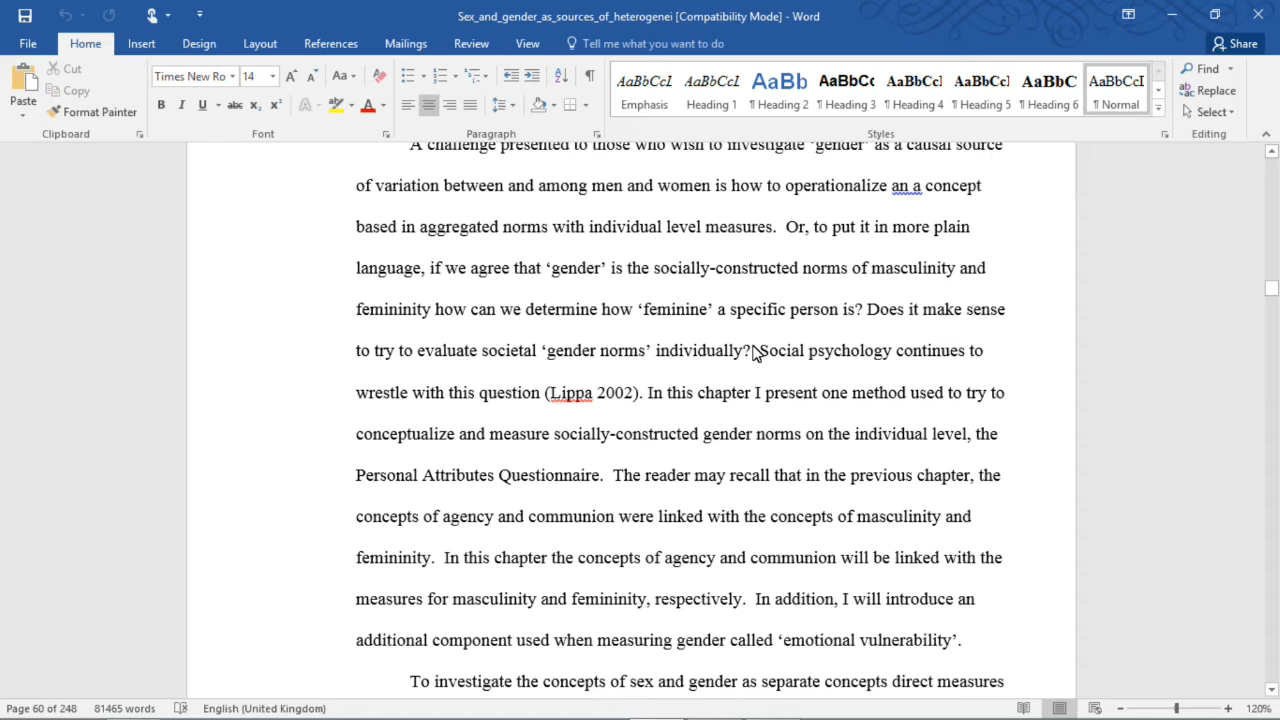 Sex_and_gender_as_sources_of_heterogenei [Compatibility Mode] - Word
File Home Insert Design Layout References Mailings Review View Tell me what you want to do Share
Paste Cut Copy Format Painter Clipboard
Times New Ro 14 Aa
B I U abc x₂ x² A A Font
Paragraph
AaBbCcI AaBbCcI AaBb AaBbCc AaBbCcI AaBbCcI AaBbC AaBbCcI
Emphasis Heading 1 ¶ Heading 2 ¶ Heading 3 ¶ Heading 4 ¶ Heading 5 ¶ Heading 6 ¶ Normal
Styles
Find Replace Select Editing
A challenge presented to those who wish to investigate ‘gender’ as a causal source
of variation between and among men and women is how to operationalize an a concept
based in aggregated norms with individual level measures.  Or, to put it in more plain
language, if we agree that ‘gender’ is the socially-constructed norms of masculinity and
femininity how can we determine how ‘feminine’ a specific person is? Does it make sense
to try to evaluate societal ‘gender norms’ individually?  Social psychology continues to
wrestle with this question (Lippa 2002). In this chapter I present one method used to try to
conceptualize and measure socially-constructed gender norms on the individual level, the
Personal Attributes Questionnaire.  The reader may recall that in the previous chapter, the
concepts of agency and communion were linked with the concepts of masculinity and
femininity.  In this chapter the concepts of agency and communion will be linked with the
measures for masculinity and femininity, respectively.  In addition, I will introduce an
additional component used when measuring gender called ‘emotional vulnerability’.
To investigate the concepts of sex and gender as separate concepts direct measures
Page 60 of 248 81465 words English (United Kingdom) 120%